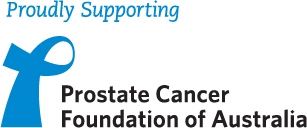 Proudly Supporting
Prostate Cancer
Foundation of Australia